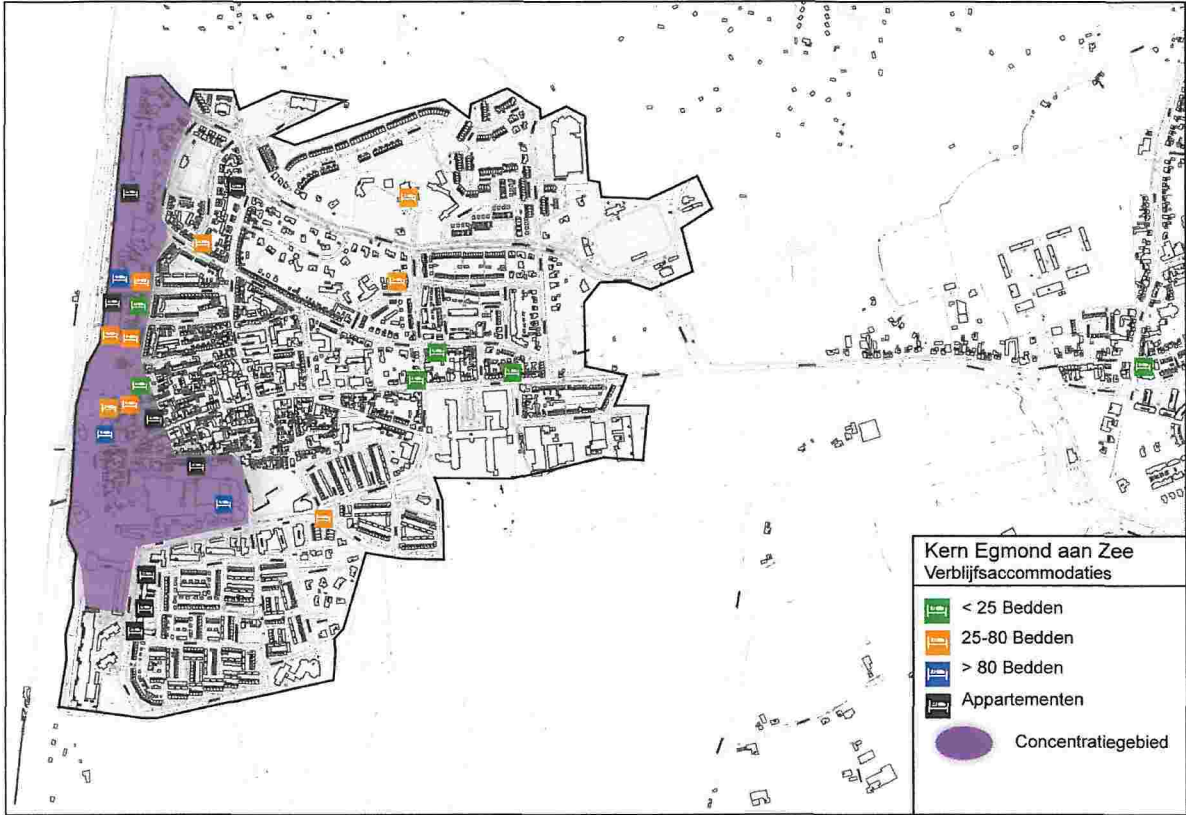 Kern Egmond aan Zee
Verblijfsaccommodaties
< 25 Bedden
25-80 Bedden
> 80 Bedden
Appartementen
Concentratiegebied